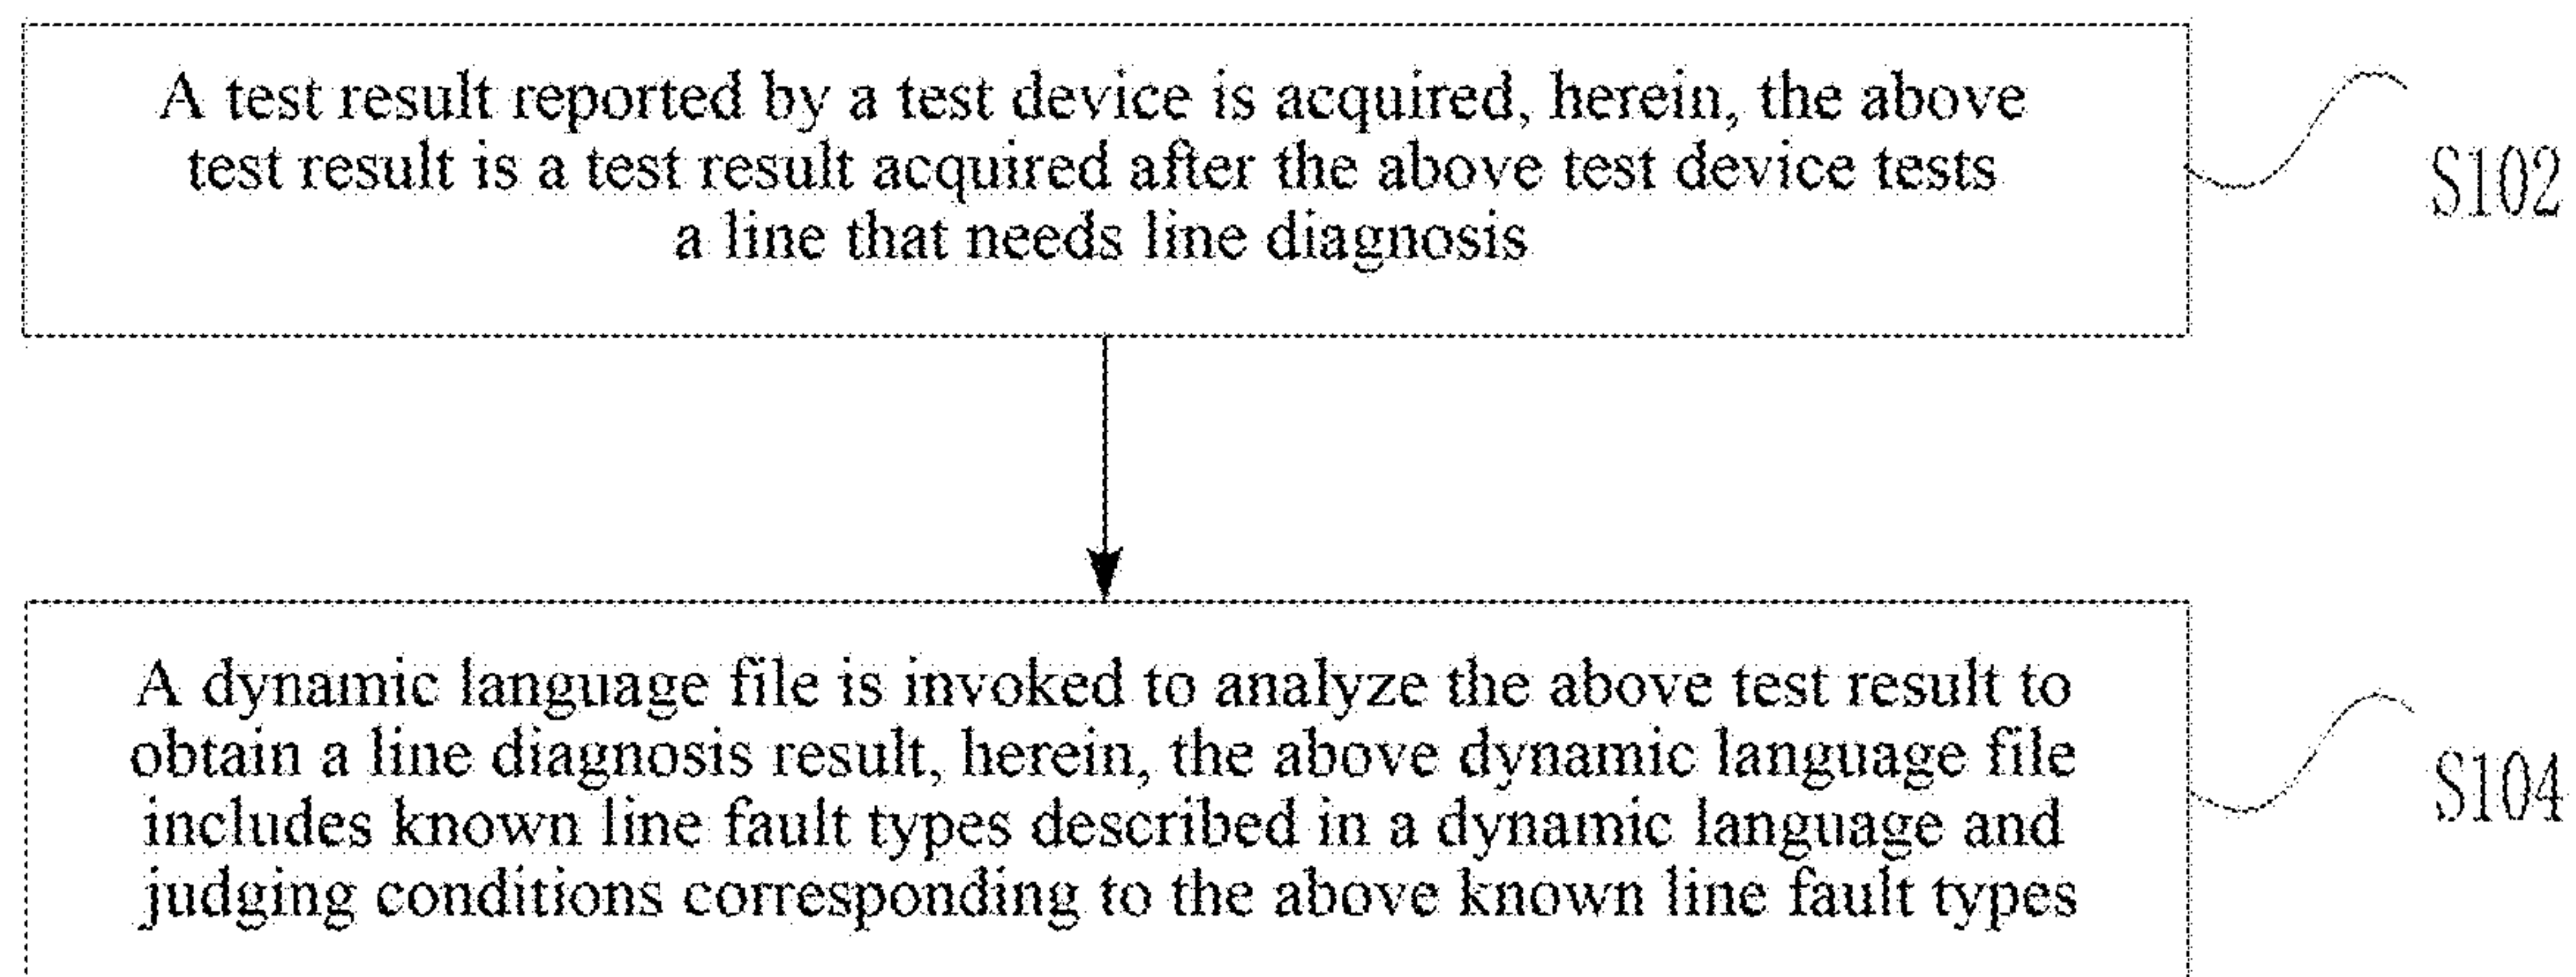 A test result reported by a test device is acquired, herein, the above
test result is a test result acquired after the above test device tests
a line that needs line diagnosis
S102
A dynamic language file is invoked to analyze the above test result to
obtain a line diagnosis result, herein, the above dynamic language file
includes known line fault types described in a dynamic language and
judging conditions corresponding to the above known line fault types
S104